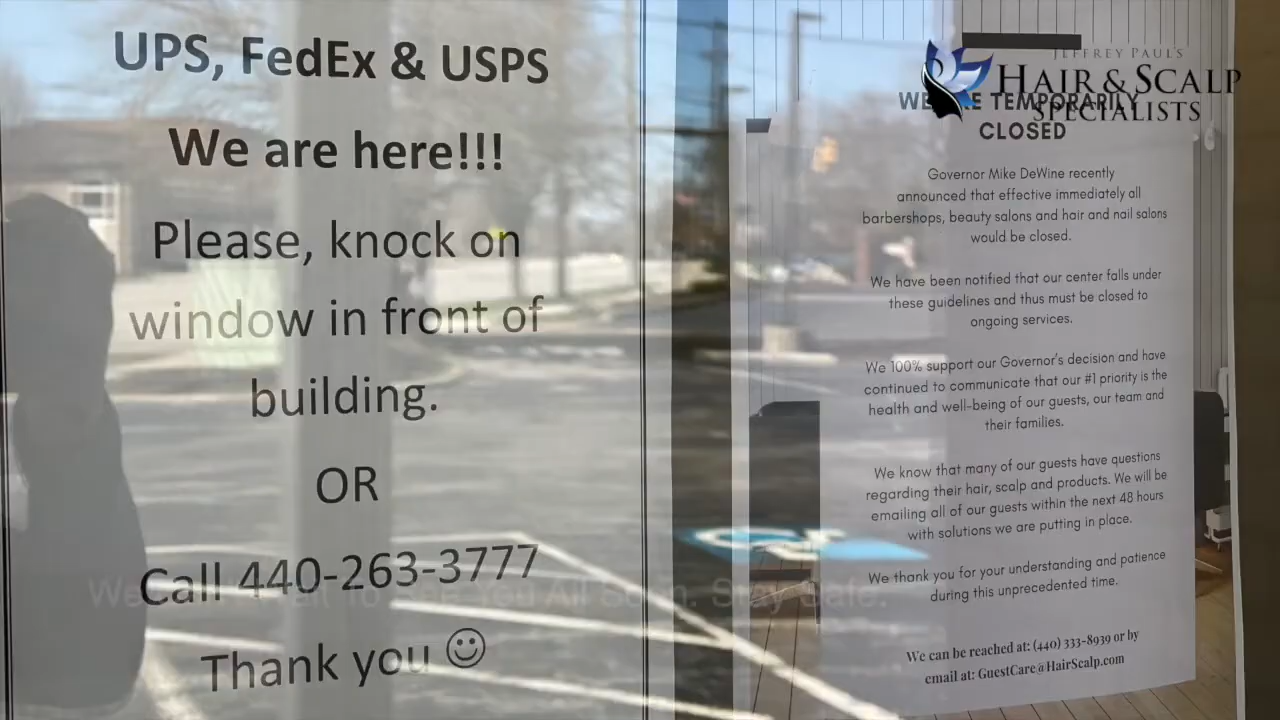 UPS, FedEx & USPS
We are here!!!
Please, knock on
window in front of
building.
OR
Call 440-263-3777
Thank you ☺
JEFFREY PAUL'S
HAIR & SCALP
SPECIALISTS
TEMPORARILY
CLOSED
Governor Mike DeWine recently
announced that effective immediately all
barbershops, beauty salons and hair and nail salons
would be closed.
We have been notified that our center falls under
these guidelines and thus must be closed to
ongoing services.
We 100% support our Governor's decision and have
continued to communicate that our #1 priority is the
health and well-being of our guests, our team and
their families.
We know that many of our guests have questions
regarding their hair, scalp and products. We will be
emailing all of our guests within the next 48 hours
with solutions we are putting in place.
We thank you for your understanding and patience
during this unprecedented time.
We can be reached at: (440) 333-8939 or by
email at: GuestCare@HairScalp.com
To See You All Soon. Stay Safe.